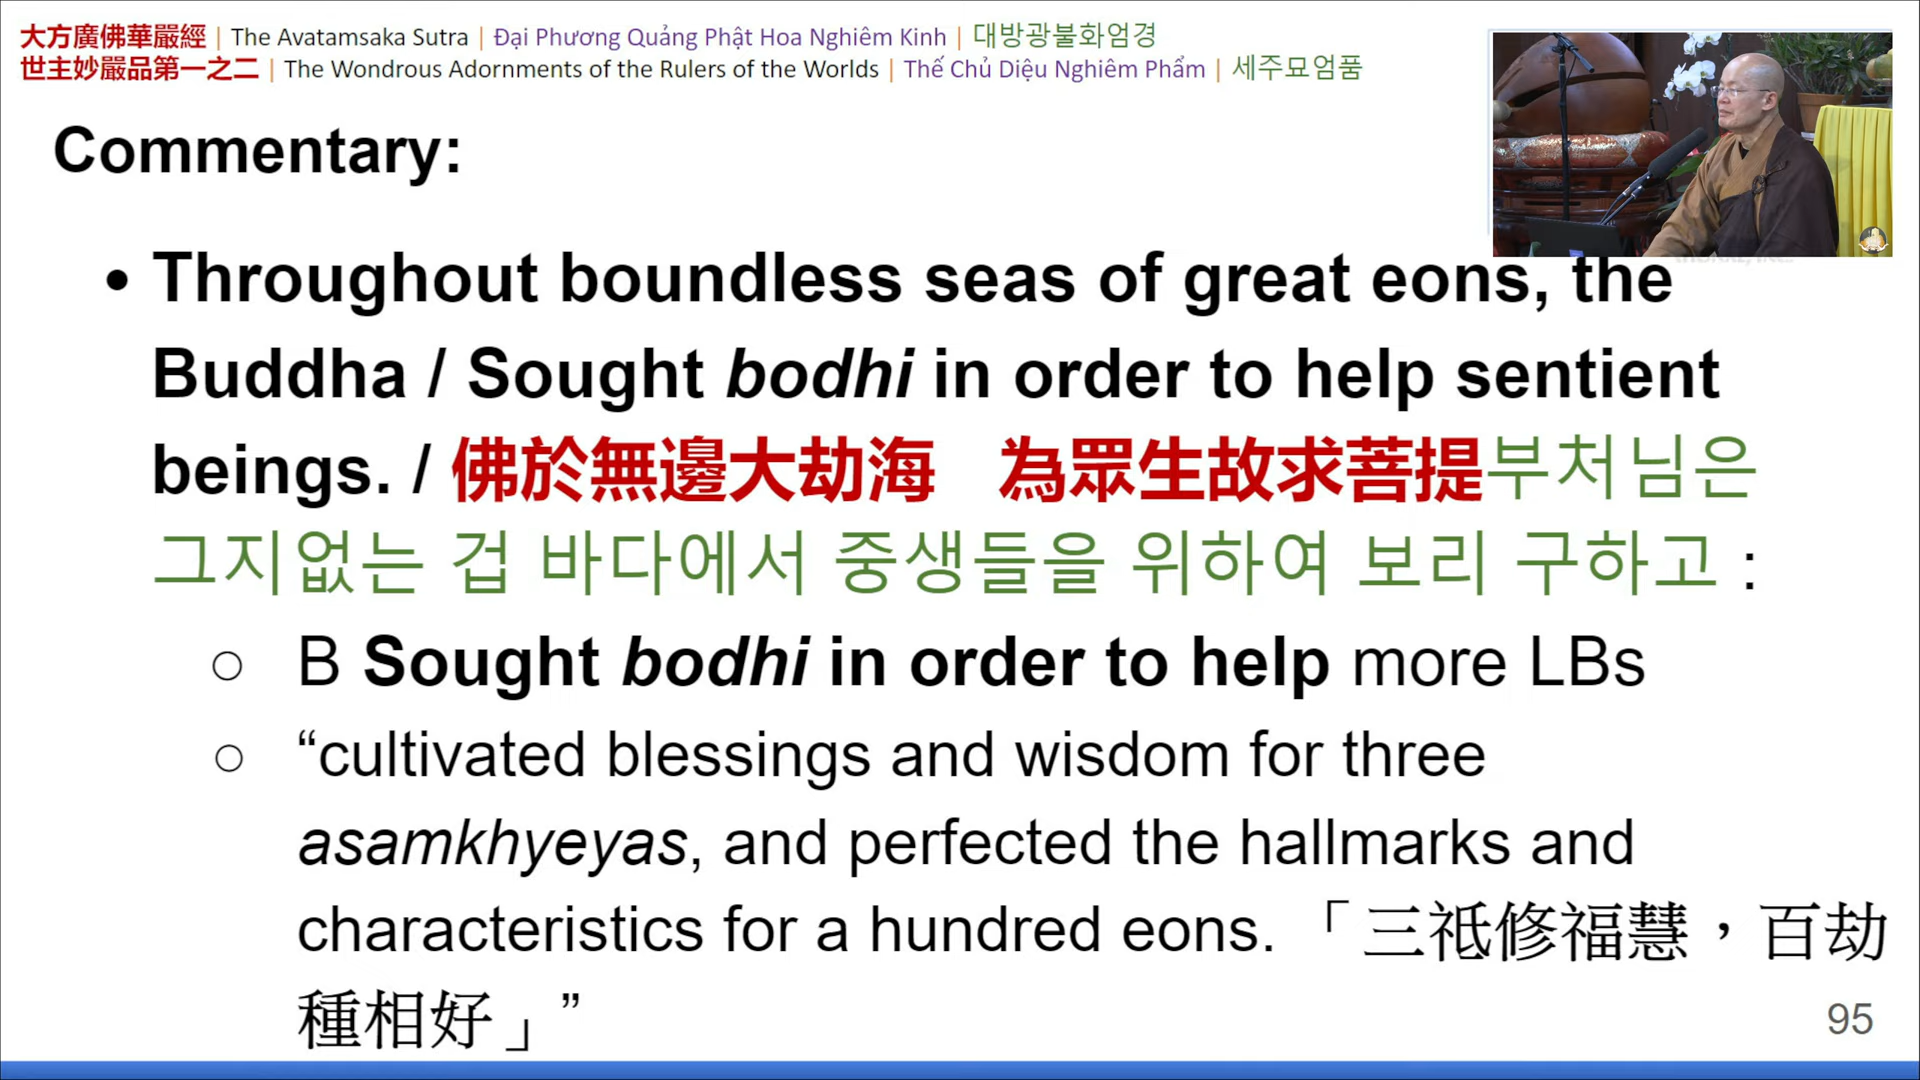 大方廣佛華嚴經 | The Avatamsaka Sutra | Đại Phương Quảng Phật Hoa Nghiêm Kinh | 대방광불화엄경
世主妙嚴品第一之二 | The Wondrous Adornments of the Rulers of the Worlds | Thế Chủ Diệu Nghiêm Phẩm | 세주묘엄품
Commentary:
• Throughout boundless seas of great eons, the
Buddha / Sought bodhi in order to help sentient
beings. / 佛於無邊大劫海　為眾生故求菩提부처님은
그지없는 겁 바다에서 중생들을 위하여 보리 구하고 :
○ B Sought bodhi in order to help more LBs
○ “cultivated blessings and wisdom for three
asamkhyeyas, and perfected the hallmarks and
characteristics for a hundred eons. 「三祇修福慧，百劫
種相好」”
95